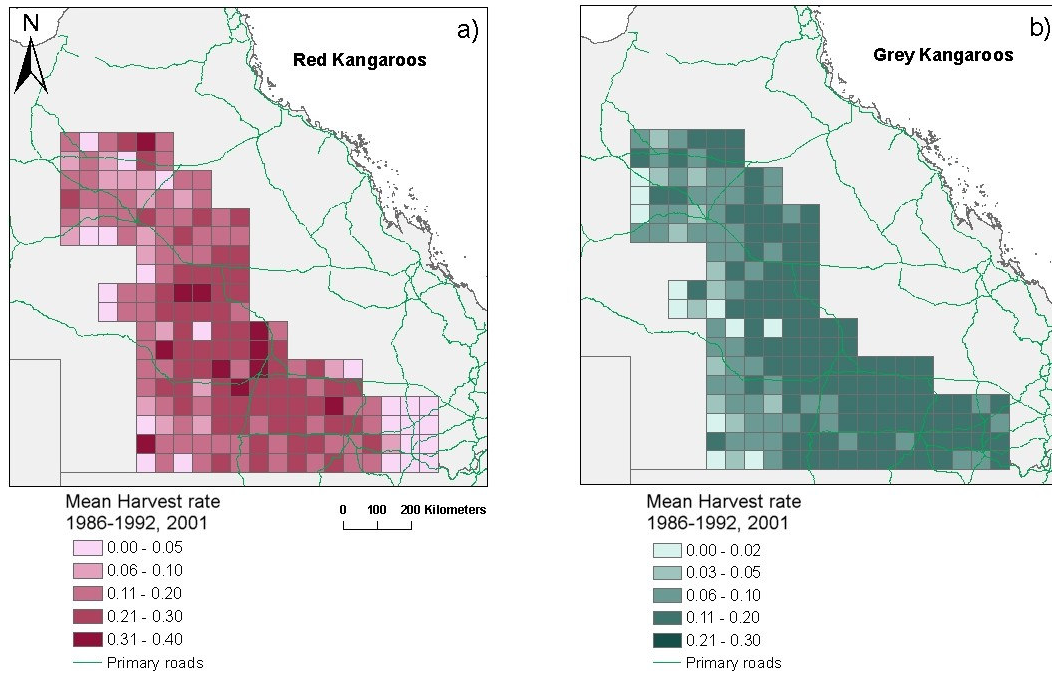 N
a)
Red Kangaroos
Mean Harvest rate
1986-1992, 2001
0.00 - 0.05
0.06 - 0.10
0.11 - 0.20
0.21 - 0.30
0.31 - 0.40
Primary roads
0 100 200 Kilometers
b)
Grey Kangaroos
Mean Harvest rate
1986-1992, 2001
0.00 - 0.02
0.03 - 0.05
0.06 - 0.10
0.11 - 0.20
0.21 - 0.30
Primary roads